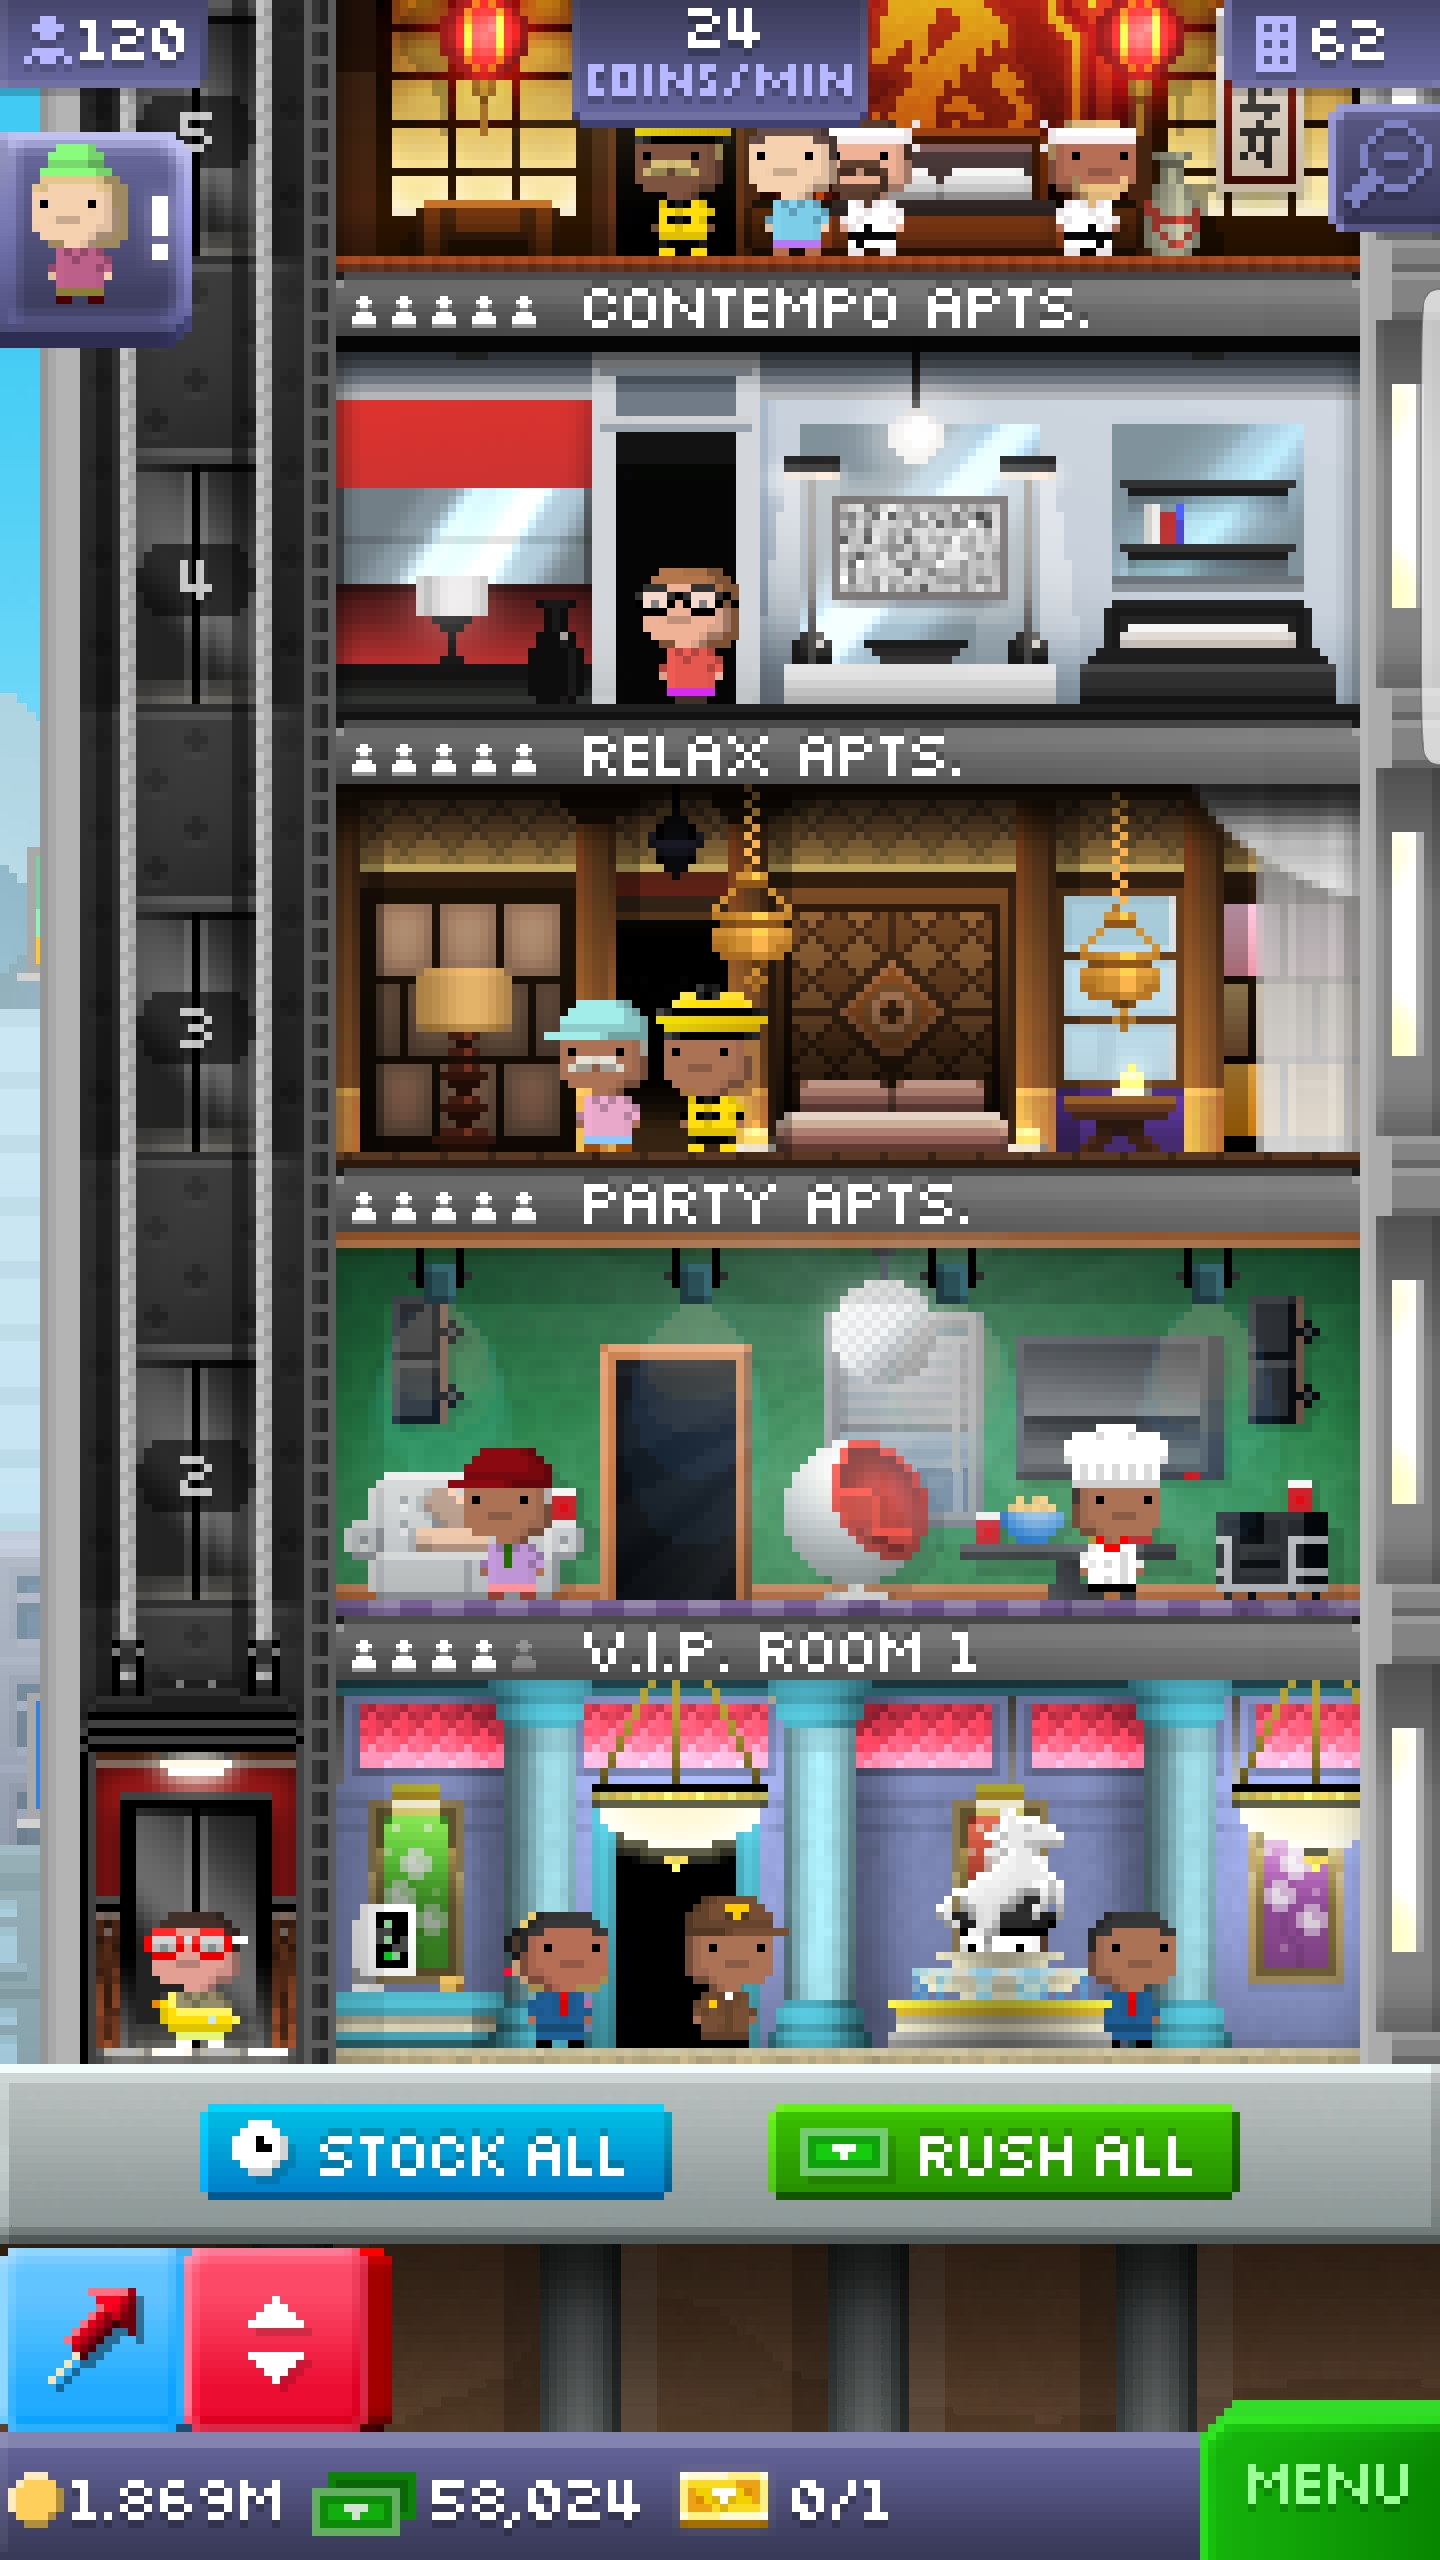 120
24
COINS/MIN
62
5
!
CONTEMPO APTS.
4
RELAX APTS.
3
PARTY APTS.
2
V.I.P. ROOM 1
STOCK ALL
RUSH ALL
1.869M
58,024
0/1
MENU